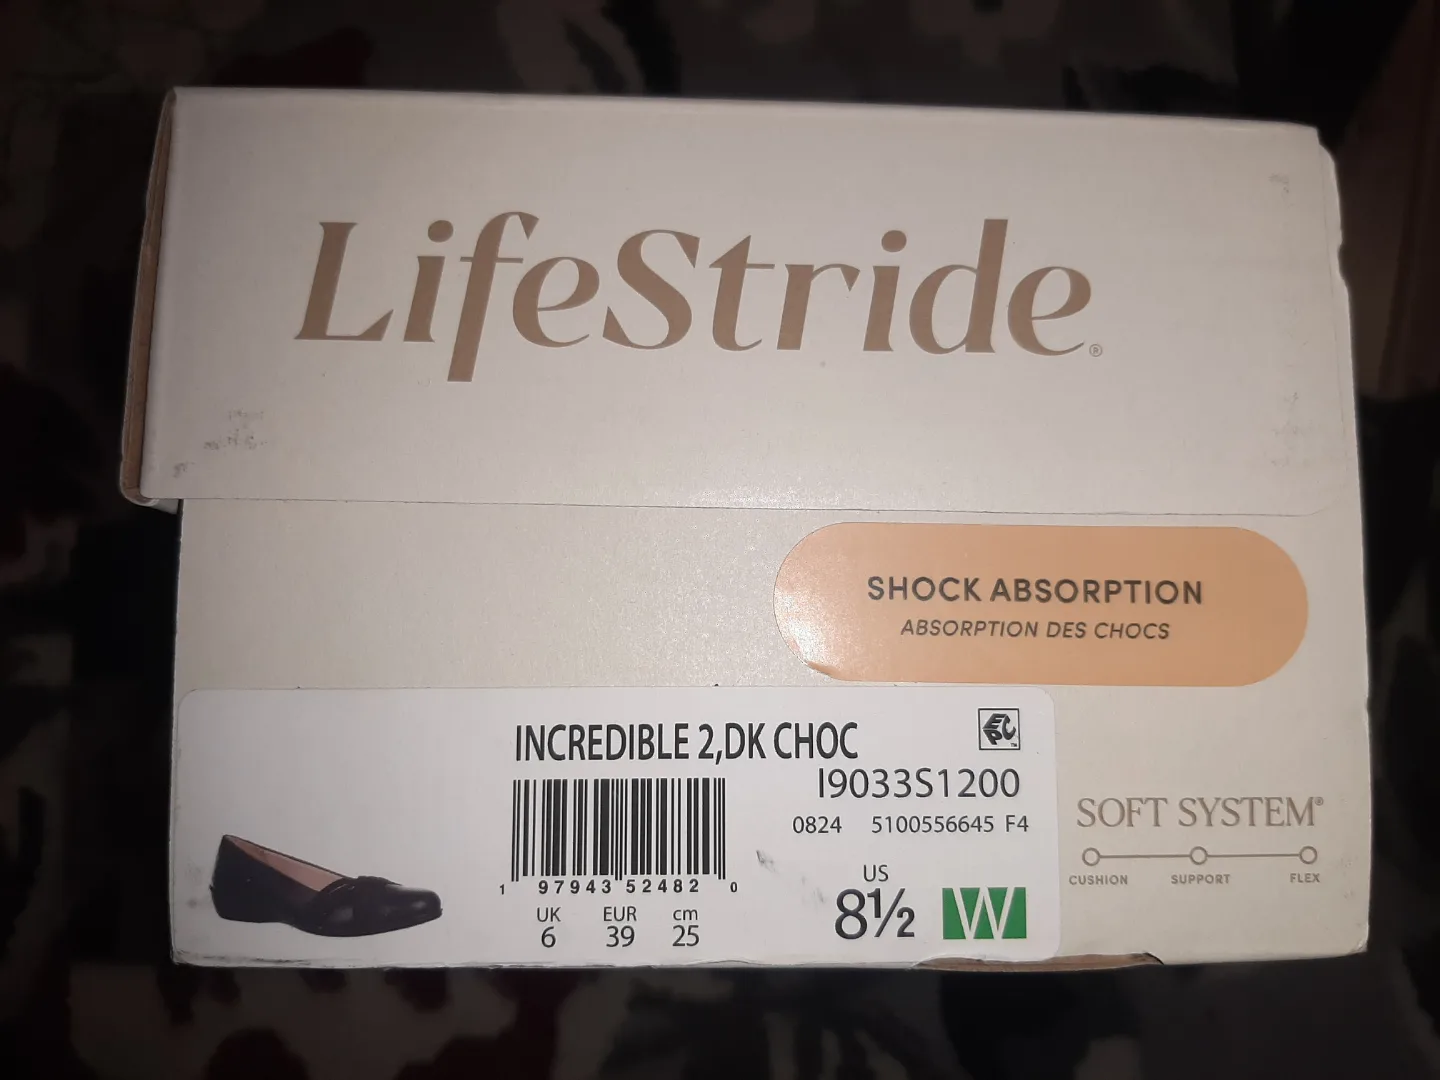 LifeStride®
SHOCK ABSORPTION
ABSORPTION DES CHOCS
INCREDIBLE 2,DK CHOC
EPC™
I9033S1200
0824 5100556645 F4
1 97943 52482 0
US
8½ W
UK EUR cm
6 39 25
SOFT SYSTEM®
CUSHION SUPPORT FLEX